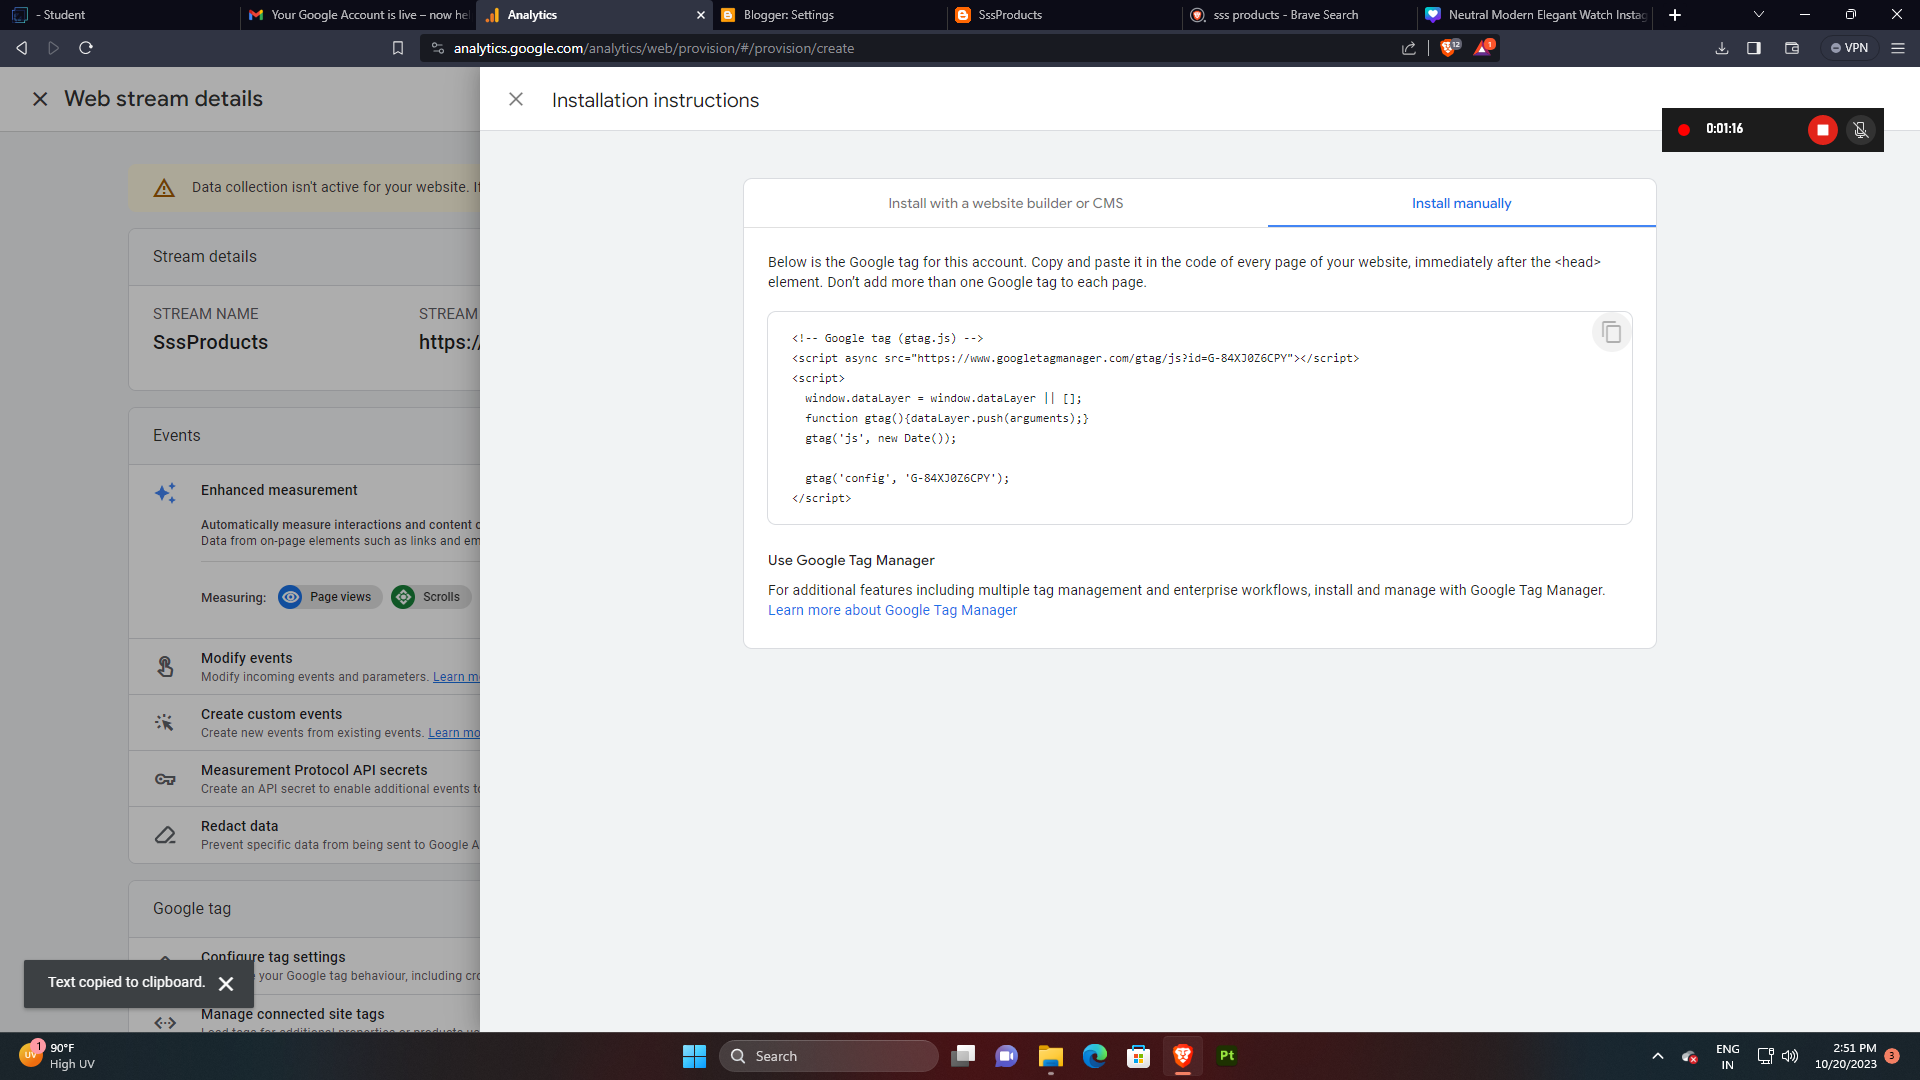 - Student
Your Google Account is live – now he
Analytics
Blogger: Settings
SssProducts
sss products - Brave Search
Neutral Modern Elegant Watch Instag
analytics.google.com/analytics/web/provision/#/provision/create
12
1
VPN
Web stream details
Installation instructions
0:01:16
Data collection isn't active for your website. If
Install with a website builder or CMS
Install manually
Stream details
Below is the Google tag for this account. Copy and paste it in the code of every page of your website, immediately after the <head>
element. Don't add more than one Google tag to each page.
STREAM NAME
STREAM
SssProducts
https:/
<!-- Google tag (gtag.js) -->
<script async src="https://www.googletagmanager.com/gtag/js?id=G-84XJ0Z6CPY"></script>
<script>
window.dataLayer = window.dataLayer || [];
function gtag(){dataLayer.push(arguments);}
gtag('js', new Date());
gtag('config', 'G-84XJ0Z6CPY');
</script>
Events
Enhanced measurement
Automatically measure interactions and content o
Data from on-page elements such as links and em
Measuring:
Page views
Scrolls
Use Google Tag Manager
For additional features including multiple tag management and enterprise workflows, install and manage with Google Tag Manager.
Learn more about Google Tag Manager
Modify events
Modify incoming events and parameters. Learn m
Create custom events
Create new events from existing events. Learn mo
Measurement Protocol API secrets
Create an API secret to enable additional events to
Redact data
Prevent specific data from being sent to Google A
Google tag
Configure tag settings
your Google tag behaviour, including cr
Text copied to clipboard.
Manage connected site tags
UV
1
90°F
High UV
Search
Pt
ENG
IN
2:51 PM
10/20/2023
3